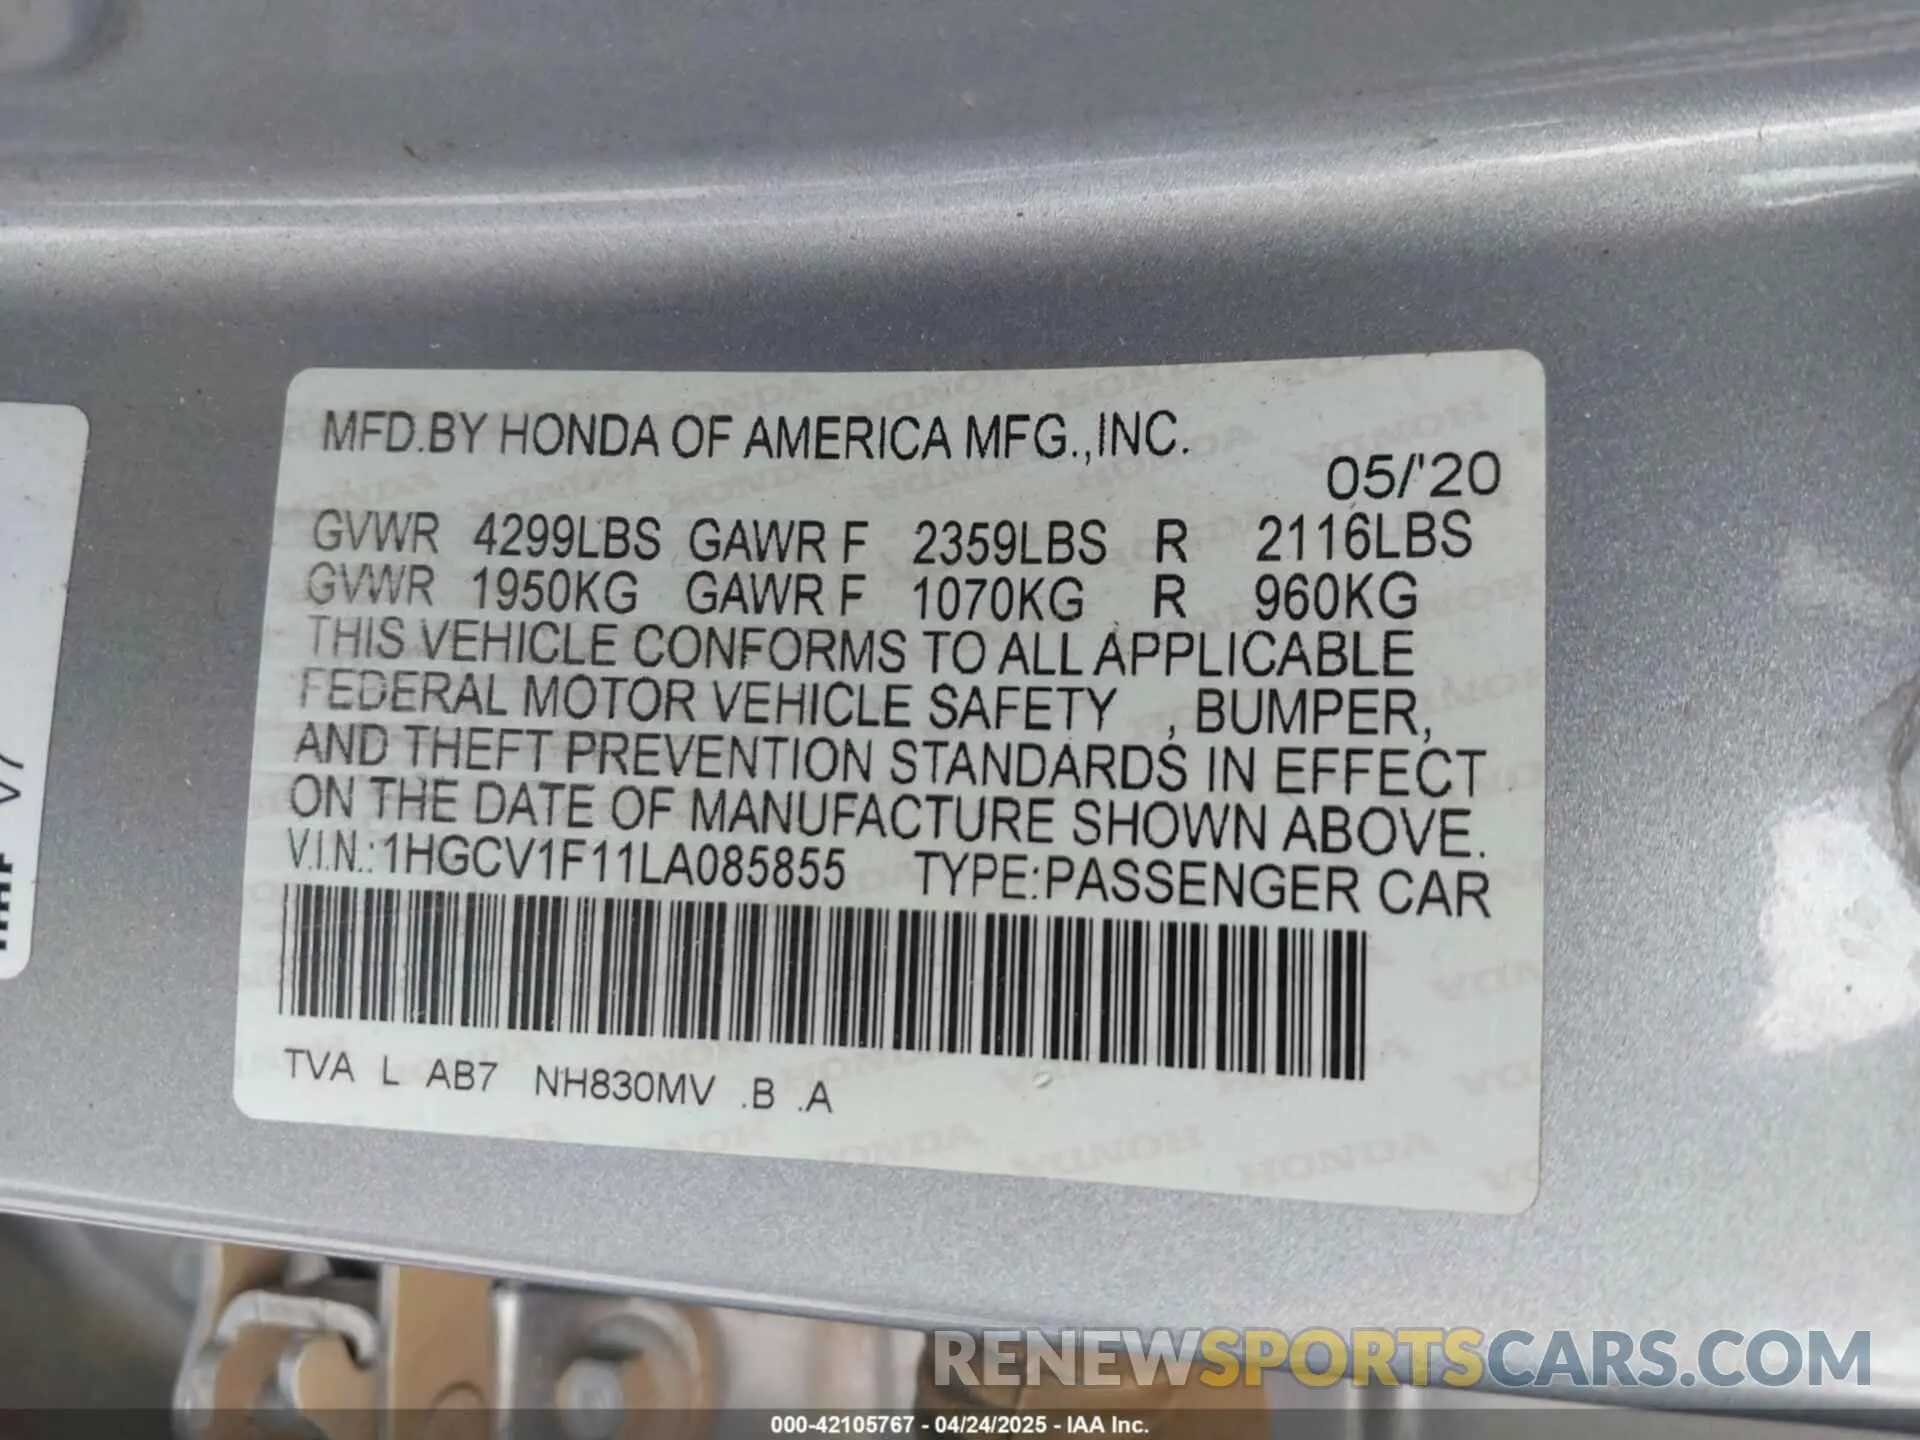 MFD.BY HONDA OF AMERICA MFG.,INC.
05/'20
GVWR 4299LBS GAWR F 2359LBS R 2116LBS
GVWR 1950KG GAWR F 1070KG R 960KG
THIS VEHICLE CONFORMS TO ALL APPLICABLE
FEDERAL MOTOR VEHICLE SAFETY , BUMPER,
AND THEFT PREVENTION STANDARDS IN EFFECT
ON THE DATE OF MANUFACTURE SHOWN ABOVE.
V.I.N.:1HGCV1F11LA085855 TYPE:PASSENGER CAR
TVA L AB7 NH830MV .B .A
V7
RENEWSPORTSCARS.COM
000-42105767 - 04/24/2025 - IAA Inc.